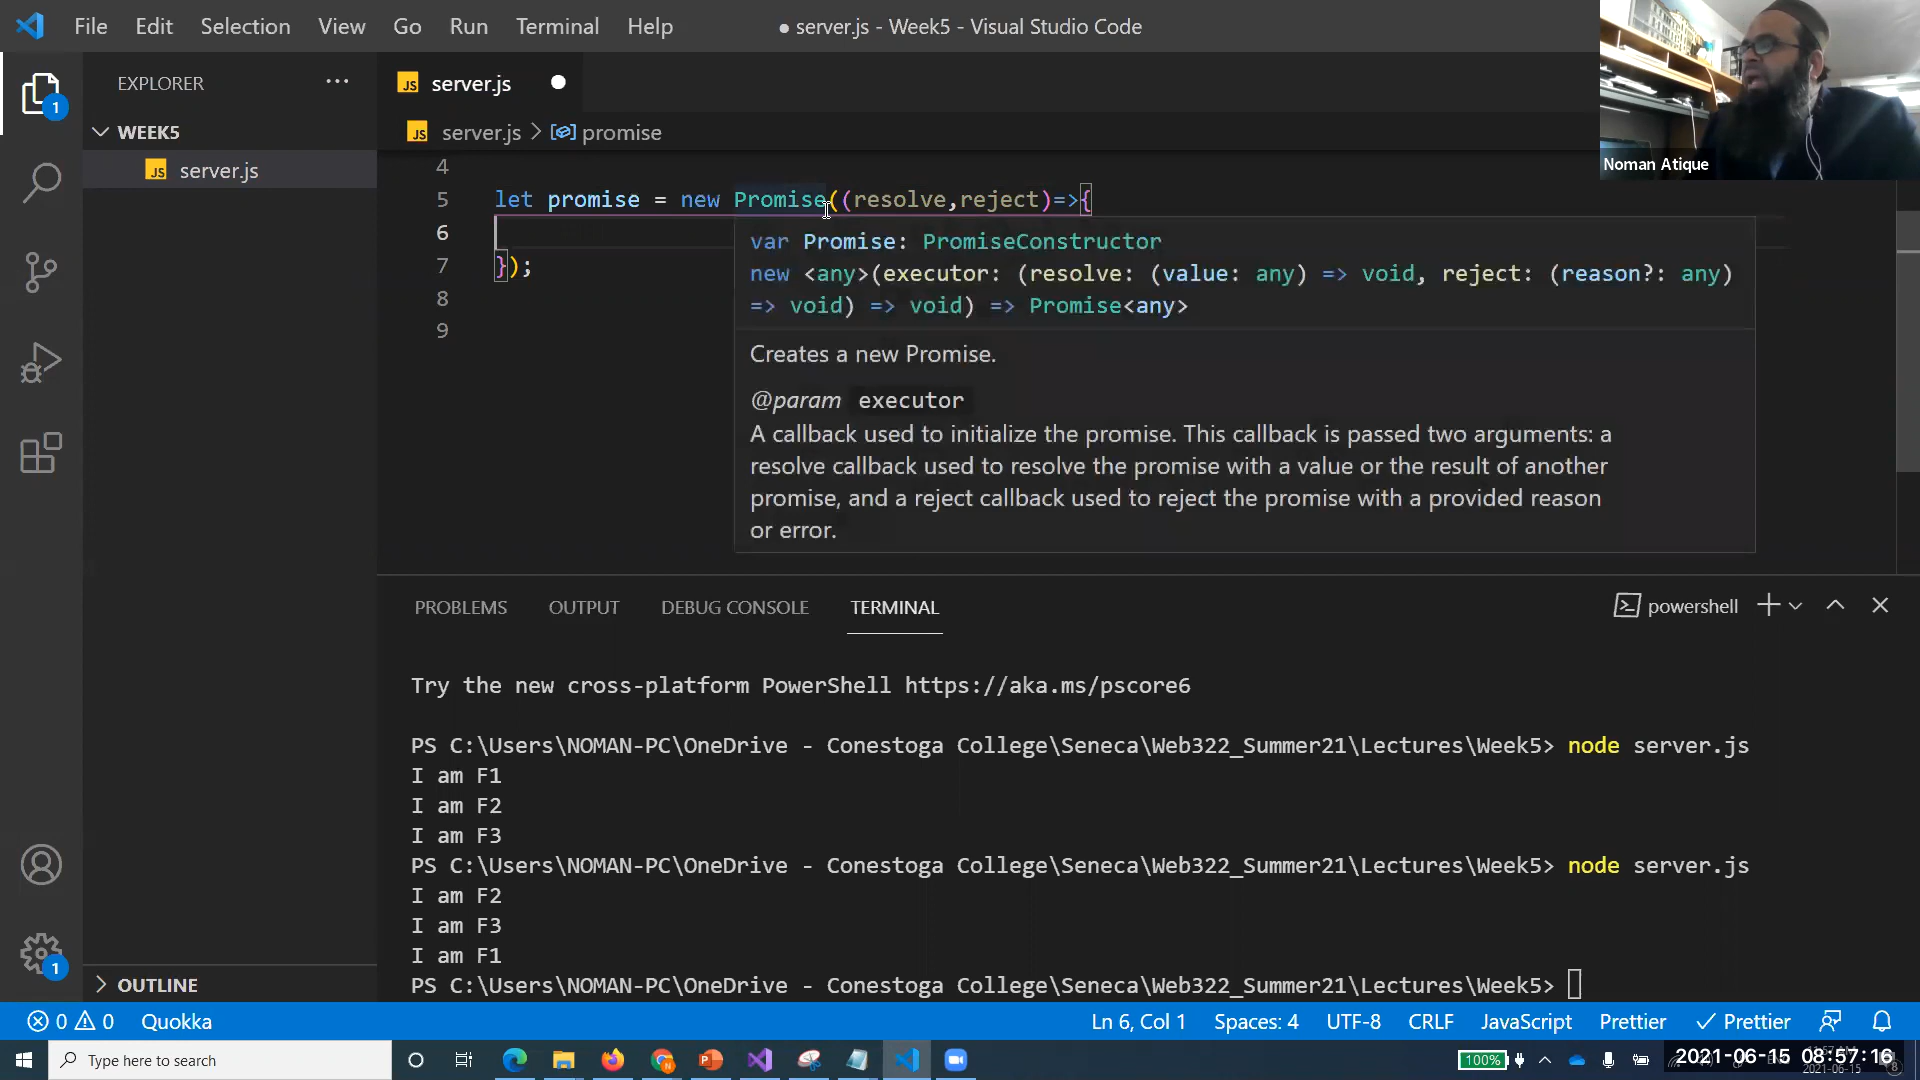 File Edit Selection View Go Run Terminal Help
● server.js - Week5 - Visual Studio Code
Noman Atique
EXPLORER ···
WEEK5
JS server.js
1
JS server.js
JS server.js > promise
4
5 let promise = new Promise((resolve,reject)=>{
6
7 });
8
9
var Promise: PromiseConstructor
new <any>(executor: (resolve: (value: any) => void, reject: (reason?: any)
=> void) => void) => Promise<any>
Creates a new Promise.
@param executor
A callback used to initialize the promise. This callback is passed two arguments: a
resolve callback used to resolve the promise with a value or the result of another
promise, and a reject callback used to reject the promise with a provided reason
or error.
PROBLEMS OUTPUT DEBUG CONSOLE TERMINAL
powershell
Try the new cross-platform PowerShell https://aka.ms/pscore6
PS C:\Users\NOMAN-PC\OneDrive - Conestoga College\Seneca\Web322_Summer21\Lectures\Week5> node server.js
I am F1
I am F2
I am F3
PS C:\Users\NOMAN-PC\OneDrive - Conestoga College\Seneca\Web322_Summer21\Lectures\Week5> node server.js
I am F2
I am F3
I am F1
PS C:\Users\NOMAN-PC\OneDrive - Conestoga College\Seneca\Web322_Summer21\Lectures\Week5>
1
OUTLINE
0 0 Quokka
Ln 6, Col 1 Spaces: 4 UTF-8 CRLF JavaScript Prettier Prettier
Type here to search
100%
2021-06-15 08:57:16
2021-06-15